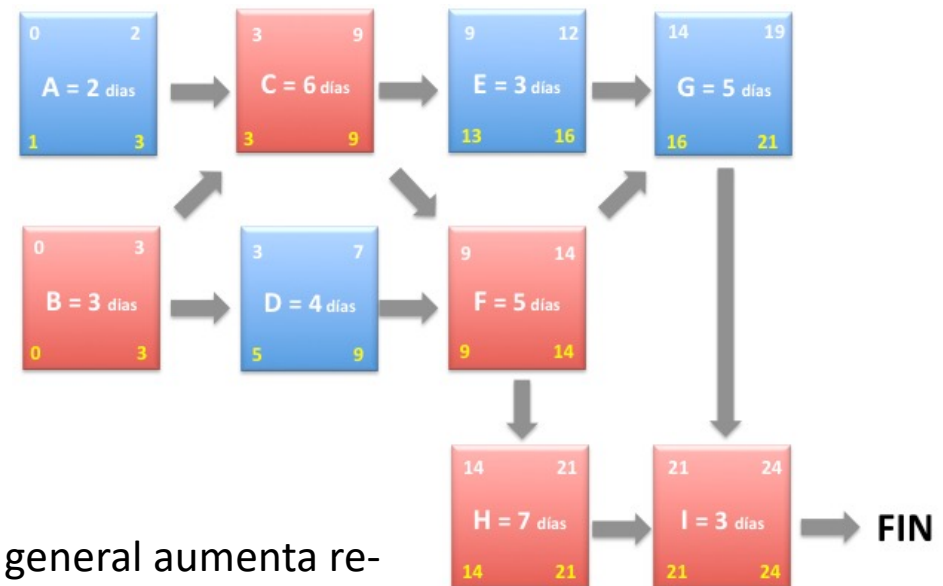 0 2
A = 2 días
1 3
3 9
C = 6 días
3 9
9 12
E = 3 días
13 16
14 19
G = 5 días
16 21
0 3
B = 3 dias
0 3
3 7
D = 4 días
5 9
9 14
F = 5 días
9 14
14 21
H = 7 días
14 21
21 24
I = 3 días
21 24
FIN
general aumenta re-